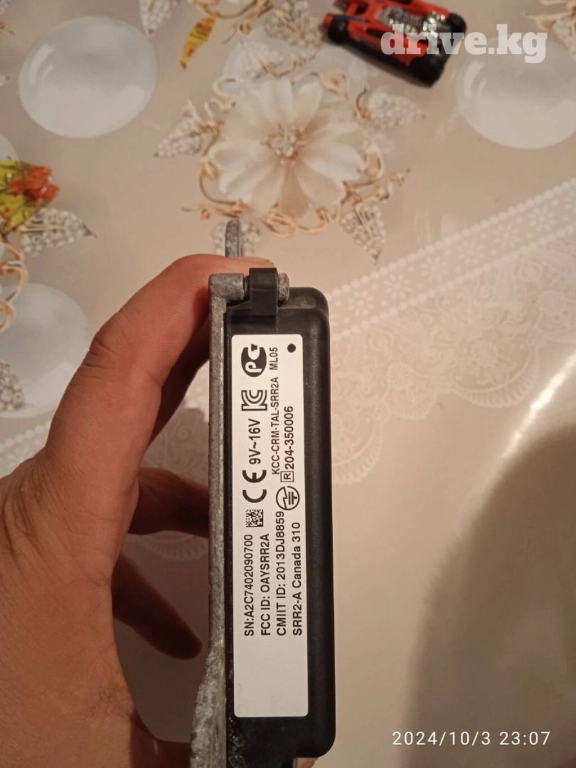 drive.kg
SN:A2C7402090700
FCC ID: OAYSRR2A
CMIIT ID: 2013DJ8859
SRR2-A Canada 310
CE 9V~16V
KCC-CRM-TAL-SRR2A
R 204-350006
ML05
2024/10/3 23:07